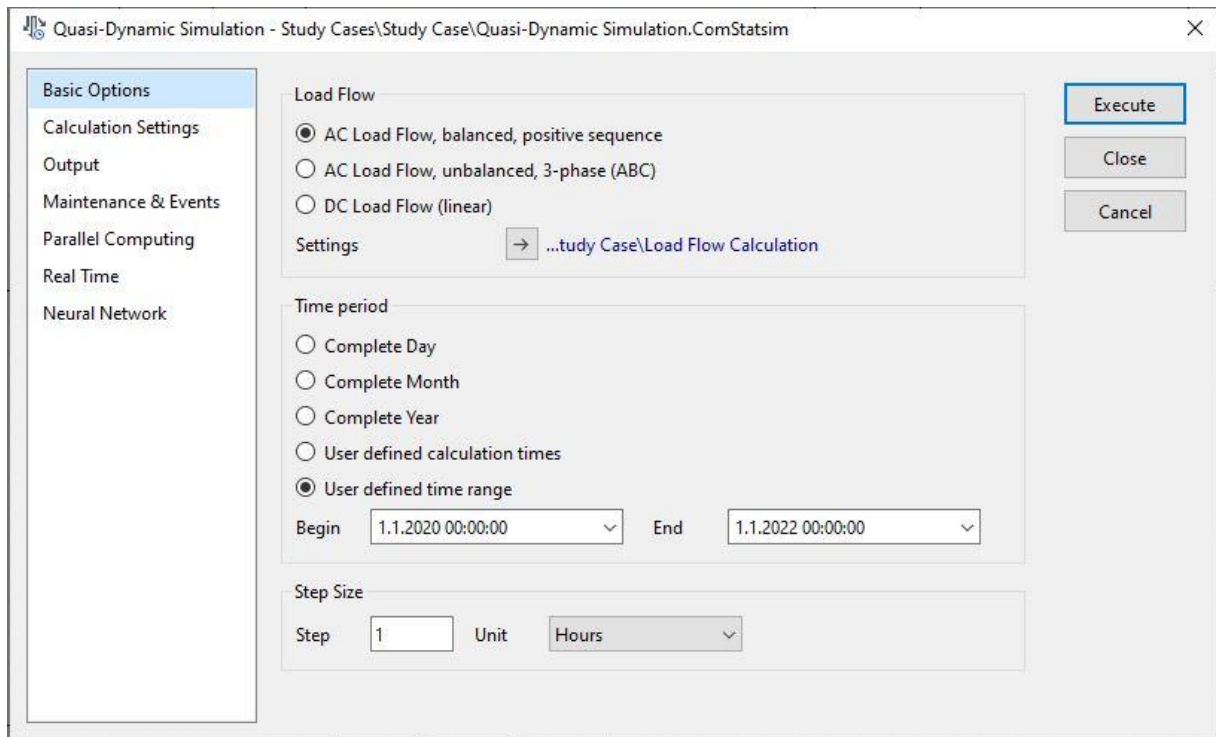 Quasi-Dynamic Simulation - Study Cases\Study Case\Quasi-Dynamic Simulation.ComStatsim
Basic Options
Calculation Settings
Output
Maintenance & Events
Parallel Computing
Real Time
Neural Network
Load Flow
AC Load Flow, balanced, positive sequence
AC Load Flow, unbalanced, 3-phase (ABC)
DC Load Flow (linear)
Settings ...tudy Case\Load Flow Calculation
Time period
Complete Day
Complete Month
Complete Year
User defined calculation times
User defined time range
Begin 1.1.2020 00:00:00 End 1.1.2022 00:00:00
Step Size
Step 1 Unit Hours
Execute
Close
Cancel